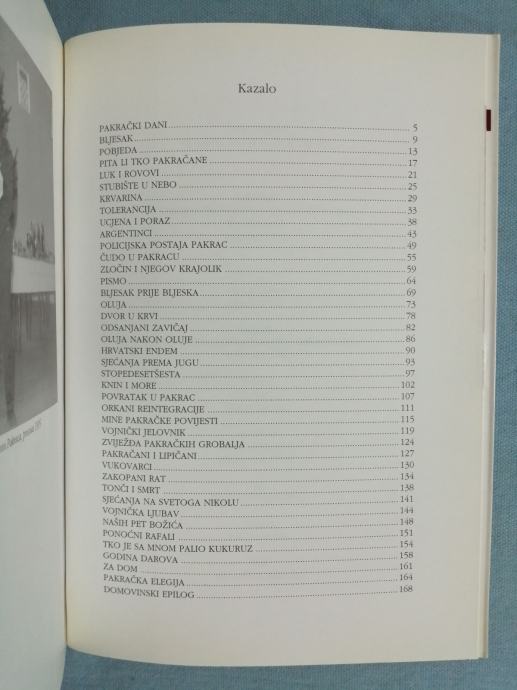 Kazalo
PAKRAČKI DANI 5
BLJESAK 9
POBJEDA 13
PITA LI TKO PAKRAČANE 17
LUK I ROVOVI 21
STUBIŠTE U NEBO 25
KRVARINA 29
TOLERANCIJA 33
UCJENA I PORAZ 38
ARGENTINCI 43
POLICIJSKA POSTAJA PAKRAC 49
ČUDO U PAKRACU 55
ZLOČIN I NJEGOV KRAJOLIK 59
PISMO 64
BLJESAK PRIJE BLJESKA 69
OLUJA 73
DVOR U KRVI 78
ODSANJANI ZAVIČAJ 82
OLUJA NAKON OLUJE 86
HRVATSKI ENDEM 90
SJEĆANJA PREMA JUGU 93
STOPEDESETŠESTA 97
KNIN I MORE 102
POVRATAK U PAKRAC 107
ORKANI REINTEGRACIJE 111
MINE PAKRAČKE POVIJESTI 115
VOJNIČKI JELOVNIK 119
ZVIJEŽĐA PAKRAČKIH GROBALJA 124
PAKRAČANI I LIPIČANI 127
VUKOVARCI 130
ZAKOPANI RAT 134
TONČI I SMRT 138
SJEĆANJA NA SVETOGA NIKOLU 141
VOJNIČKA LJUBAV 144
NAŠIH PET BOŽIĆA 148
PONOĆNI RAFALI 151
TKO JE SA MNOM PALIO KUKURUZ 154
GODINA DAROVA 158
ZA DOM 161
PAKRAČKA ELEGIJA 164
DOMOVINSKI EPILOG 168